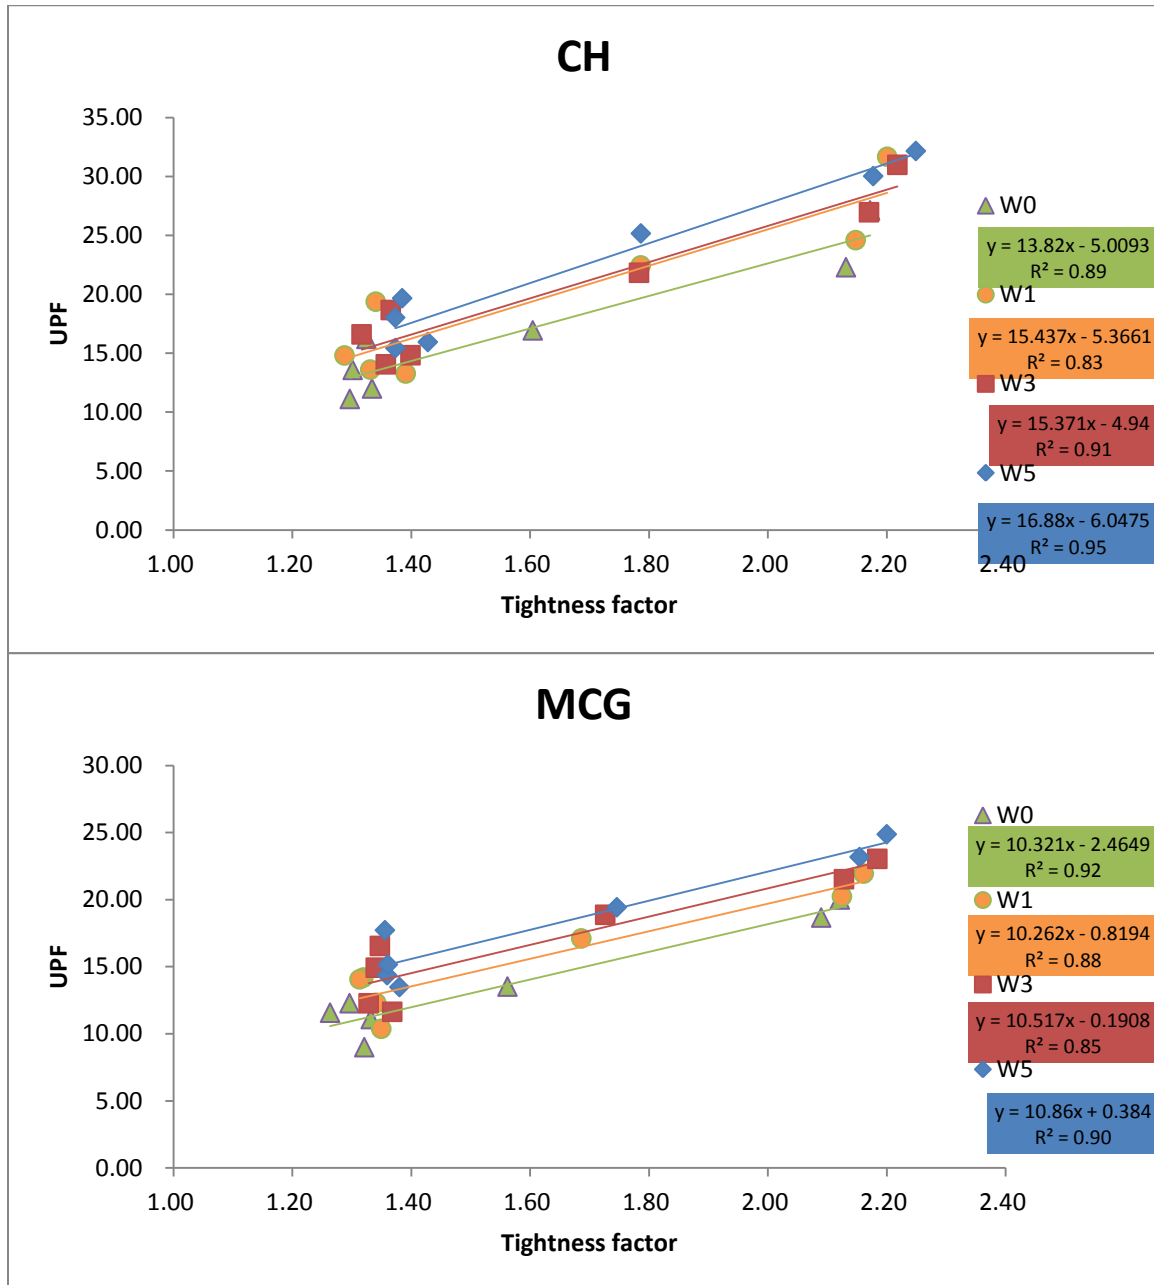 CH
35.00
30.00
25.00
20.00
15.00
10.00
5.00
0.00
UPF
1.00 1.20 1.40 1.60 1.80 2.00 2.20 2.40
Tightness factor
W0
y = 13.82x - 5.0093
R² = 0.89
W1
y = 15.437x - 5.3661
R² = 0.83
W3
y = 15.371x - 4.94
R² = 0.91
W5
y = 16.88x - 6.0475
R² = 0.95
MCG
30.00
25.00
20.00
15.00
10.00
5.00
0.00
UPF
1.00 1.20 1.40 1.60 1.80 2.00 2.20 2.40
Tightness factor
W0
y = 10.321x - 2.4649
R² = 0.92
W1
y = 10.262x - 0.8194
R² = 0.88
W3
y = 10.517x - 0.1908
R² = 0.85
W5
y = 10.86x + 0.384
R² = 0.90